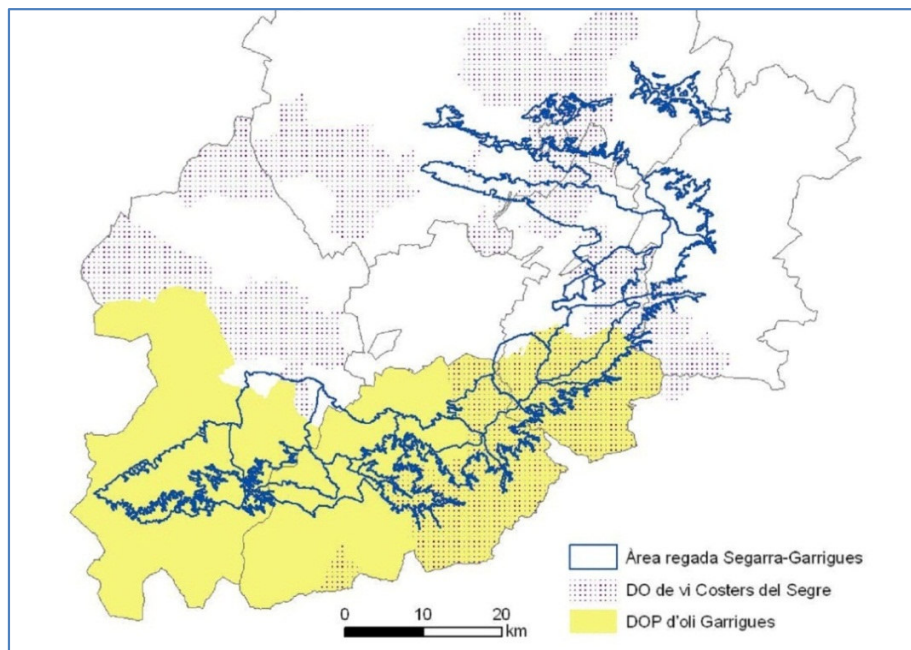 Àrea regada Segarra-Garrigues
DO de vi Costers del Segre
DOP d'oli Garrigues
0 10 20
km